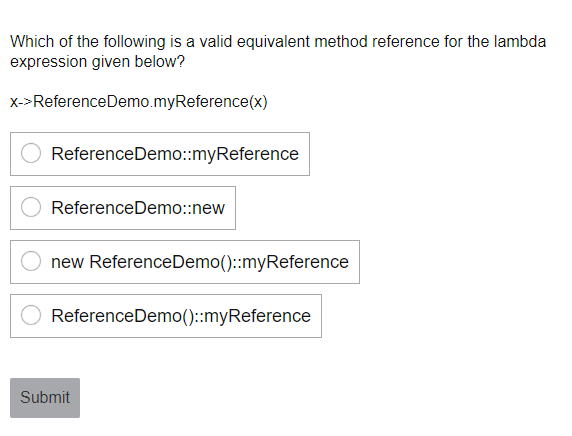 Which of the following is a valid equivalent method reference for the lambda
expression given below?
x->ReferenceDemo.myReference(x)
ReferenceDemo::myReference
ReferenceDemo::new
new ReferenceDemo()::myReference
ReferenceDemo()::myReference
Submit